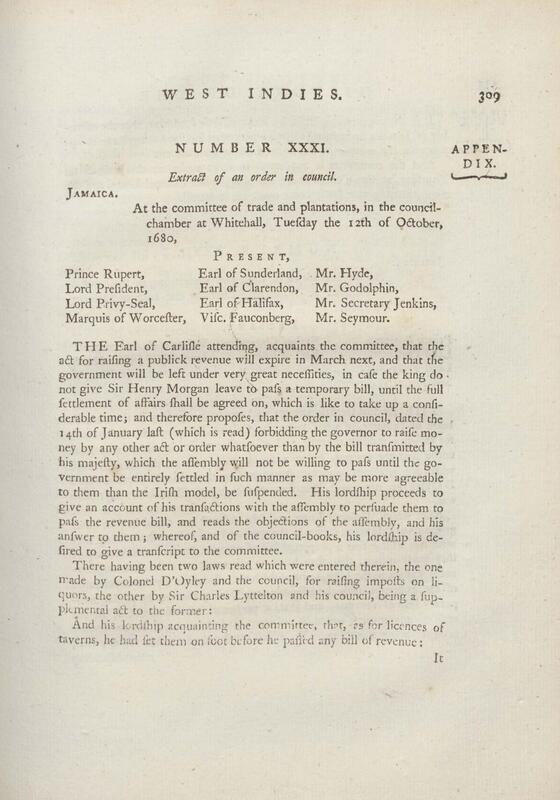 WEST INDIES. 309
NUMBER XXXI. APPEN-
DIX.
Extract of an order in council.
JAMAICA.
At the committee of trade and plantations, in the council-
chamber at Whitehall, Tueſday the 12th of October,
1680,
PRESENT,
Prince Rupert, Earl of Sunderland, Mr. Hyde,
Lord Preſident, Earl of Clarendon, Mr. Godolphin,
Lord Privy-Seal, Earl of Halifax, Mr. Secretary Jenkins,
Marquis of Worceſter, Viſc. Fauconberg, Mr. Seymour.
THE Earl of Carliſle attending, acquaints the committee, that the
act for raiſing a publick revenue will expire in March next, and that the
government will be left under very great neceſſities, in caſe the king do
not give Sir Henry Morgan leave to paſs a temporary bill, until the full
ſettlement of affairs ſhall be agreed on, which is like to take up a conſi-
derable time; and therefore propoſes, that the order in council, dated the
14th of January laſt (which is read) forbidding the governor to raiſe mo-
ney by any other act or order whatſoever than by the bill tranſmitted by
his majeſty, which the aſſembly will not be willing to paſs until the go-
vernment be entirely ſettled in ſuch manner as may be more agreeable
to them than the Iriſh model, be ſuſpended. His lordſhip proceeds to
give an account of his tranſactions with the aſſembly to perſuade them to
paſs the revenue bill, and reads the objections of the aſſembly, and his
anſwer to them; whereof, and of the council-books, his lordſhip is de-
ſired to give a tranſcript to the committee.
There having been two laws read which were entered therein, the one
made by Colonel D'Oyley and the council, for raiſing impoſts on li-
quors, the other by Sir Charles Lyttelton and his council, being a ſup-
plemental act to the former:
And his lordſhip acquainting the committee, that, as for licences of
taverns, he had ſet them on foot before he paſſed any bill of revenue:
It